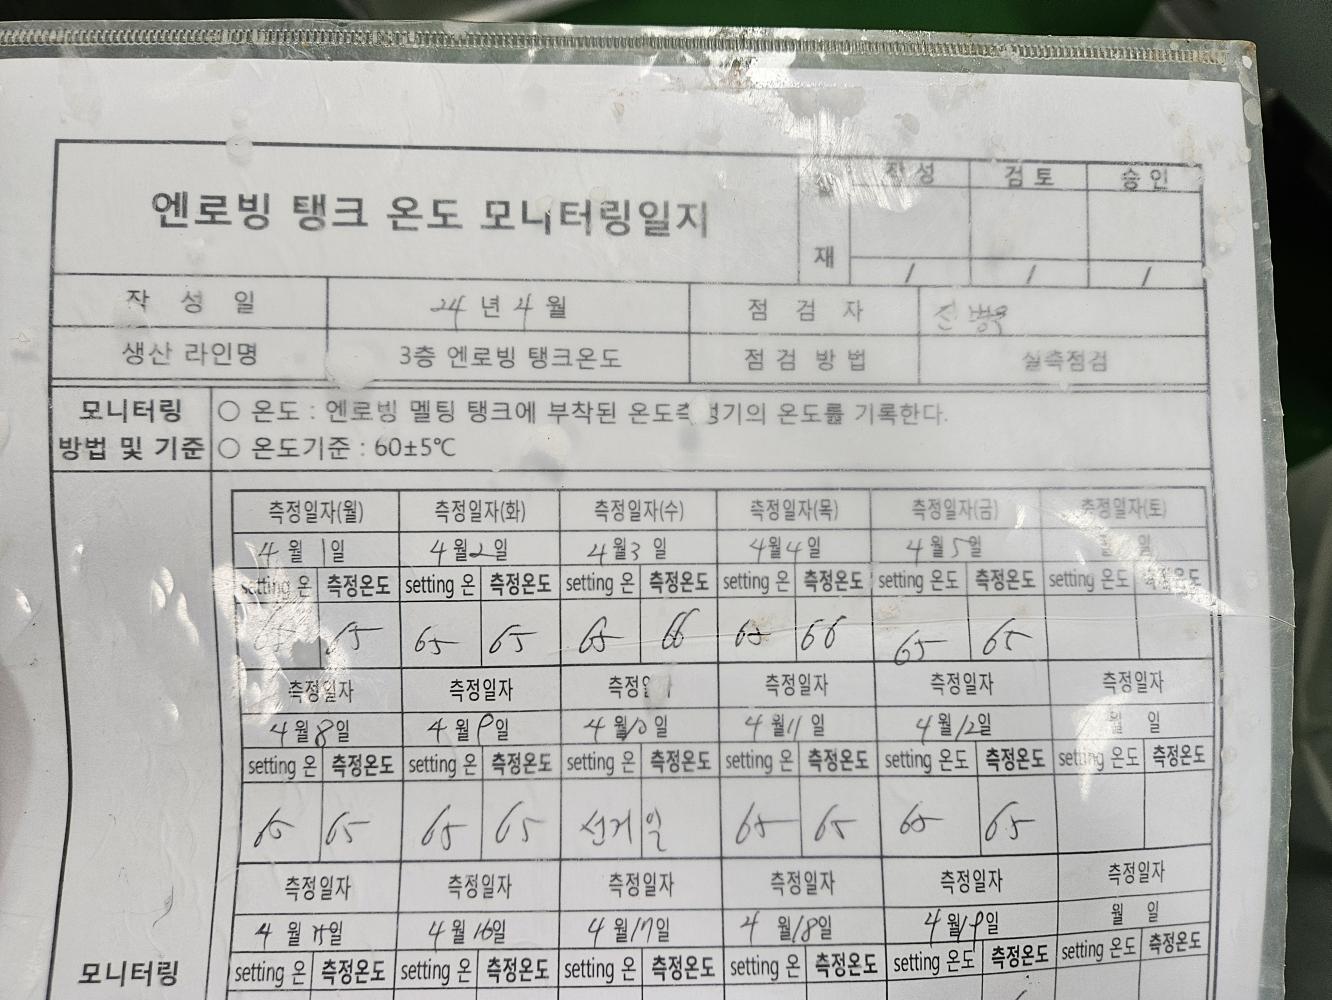 엔로빙 탱크 온도 모니터링일지
결 재 작 성 검 토 승 인
/ / /
작 성 일 24 년 4 월 점 검 자
생산 라인명 3층 엔로빙 탱크온도 점 검 방 법 실측점검
모니터링 방법 및 기준
○ 온도 : 엔로빙 멜팅 탱크에 부착된 온도측정기의 온도를 기록한다.
○ 온도기준 : 60±5℃
측정일자(월) 측정일자(화) 측정일자(수) 측정일자(목) 측정일자(금) 측정일자(토)
4 월 1일 4 월 2일 4 월 3 일 4 월 4 일 4 월 5일 월 일
setting 온 측정온도 setting 온 측정온도 setting 온 측정온도 setting 온 측정온도 setting 온도 측정온도 setting 온도 측정온도
65 65 65 65 66 65 66 65 65
측정일자 측정일자 측정일자 측정일자 측정일자 측정일자
4 월 8일 4 월 9일 4 월 10 일 4 월 11 일 4 월 12일 월 일
setting 온 측정온도 setting 온 측정온도 setting 온 측정온도 setting 온 측정온도 setting 온도 측정온도 setting 온도 측정온도
65 65 65 65 선거일 65 65 65 65
측정일자 측정일자 측정일자 측정일자 측정일자 측정일자
4 월 15일 4 월 16일 4 월 17일 4 월 18일 4 월 19일 월 일
모니터링
setting 온 측정온도 setting 온 측정온도 setting 온 측정온도 setting 온 측정온도 setting 온도 측정온도 setting 온도 측정온도